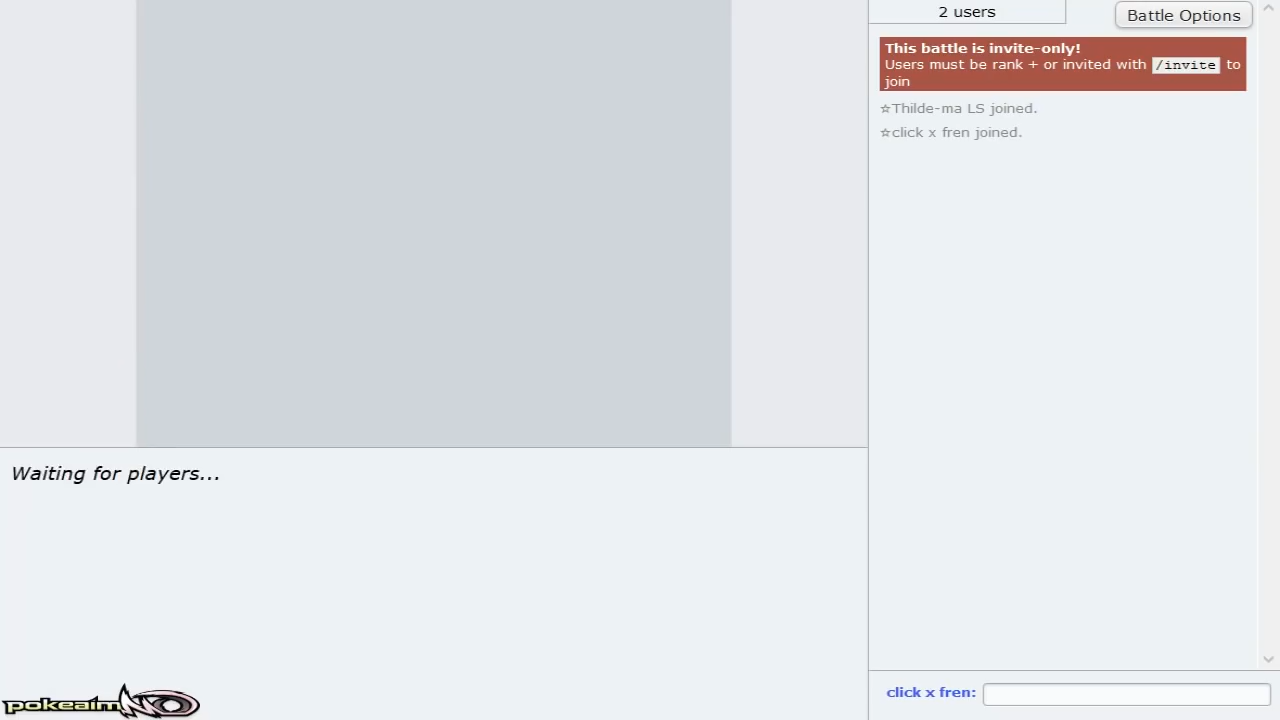 2 users
Battle Options
This battle is invite-only!
Users must be rank + or invited with /invite to
join
☆Thilde-ma LS joined.
☆click x fren joined.
Waiting for players...
pokeaimMD
click x fren: